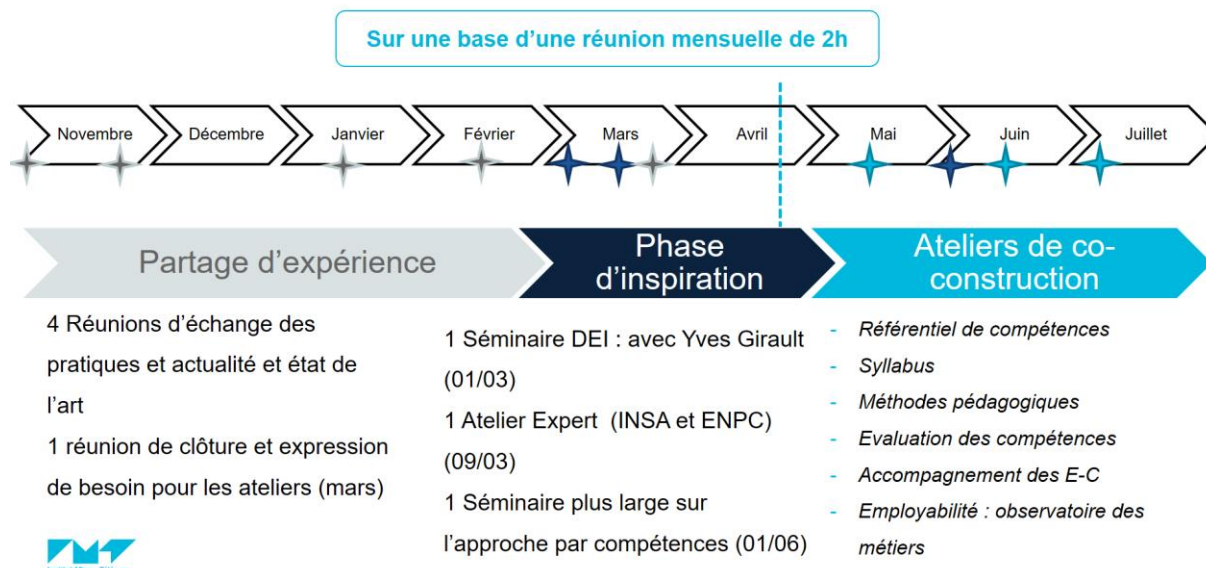 Sur une base d'une réunion mensuelle de 2h
Novembre
Décembre
Janvier
Février
Mars
Avril
Mai
Juin
Juillet
Partage d'expérience
Phase
d'inspiration
Ateliers de co-
construction
4 Réunions d'échange des
pratiques et actualité et état de
l'art
1 réunion de clôture et expression
de besoin pour les ateliers (mars)
1 Séminaire DEI : avec Yves Girault
(01/03)
1 Atelier Expert (INSA et ENPC)
(09/03)
1 Séminaire plus large sur
l'approche par compétences (01/06)
- Référentiel de compétences
- Syllabus
- Méthodes pédagogiques
- Evaluation des compétences
- Accompagnement des E-C
- Employabilité : observatoire des
métiers